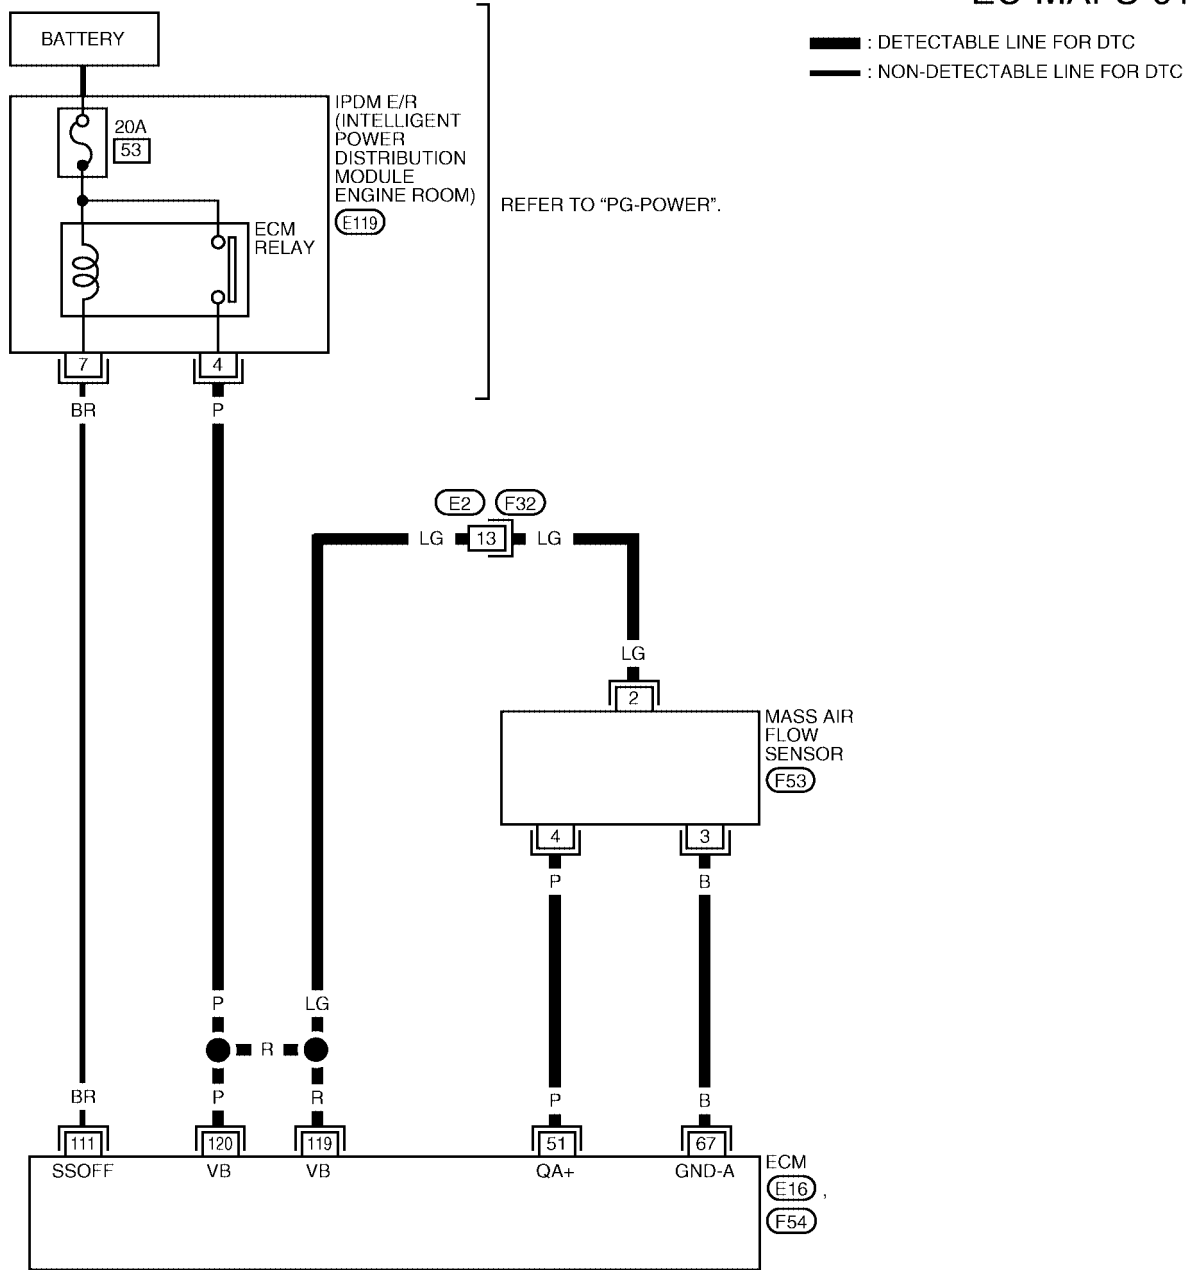 BATTERY
: DETECTABLE LINE FOR DTC
: NON-DETECTABLE LINE FOR DTC
20A
53
IPDM E/R
(INTELLIGENT
POWER
DISTRIBUTION
MODULE
ENGINE ROOM)
E119
REFER TO “PG-POWER”.
ECM
RELAY
7
4
BR
P
E2
F32
LG
13
LG
LG
2
MASS AIR
FLOW
SENSOR
F53
4
3
P
B
P
LG
R
BR
P
R
P
B
111
120
119
51
67
SSOFF
VB
VB
QA+
GND-A
ECM
E16 ,
F54